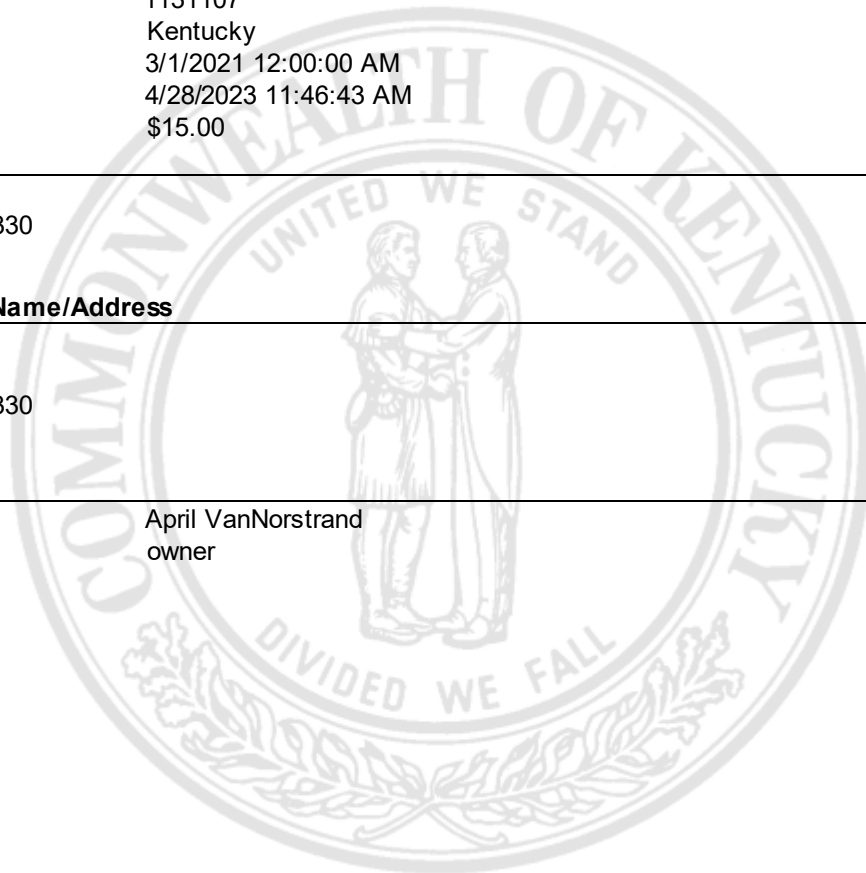 1131107
Kentucky
3/1/2021 12:00:00 AM
4/28/2023 11:46:43 AM
$15.00
330
Name/Address
330
April VanNorstrand
owner
COMMONWEALTH OF KENTUCKY
UNITED WE STAND
DIVIDED WE FALL